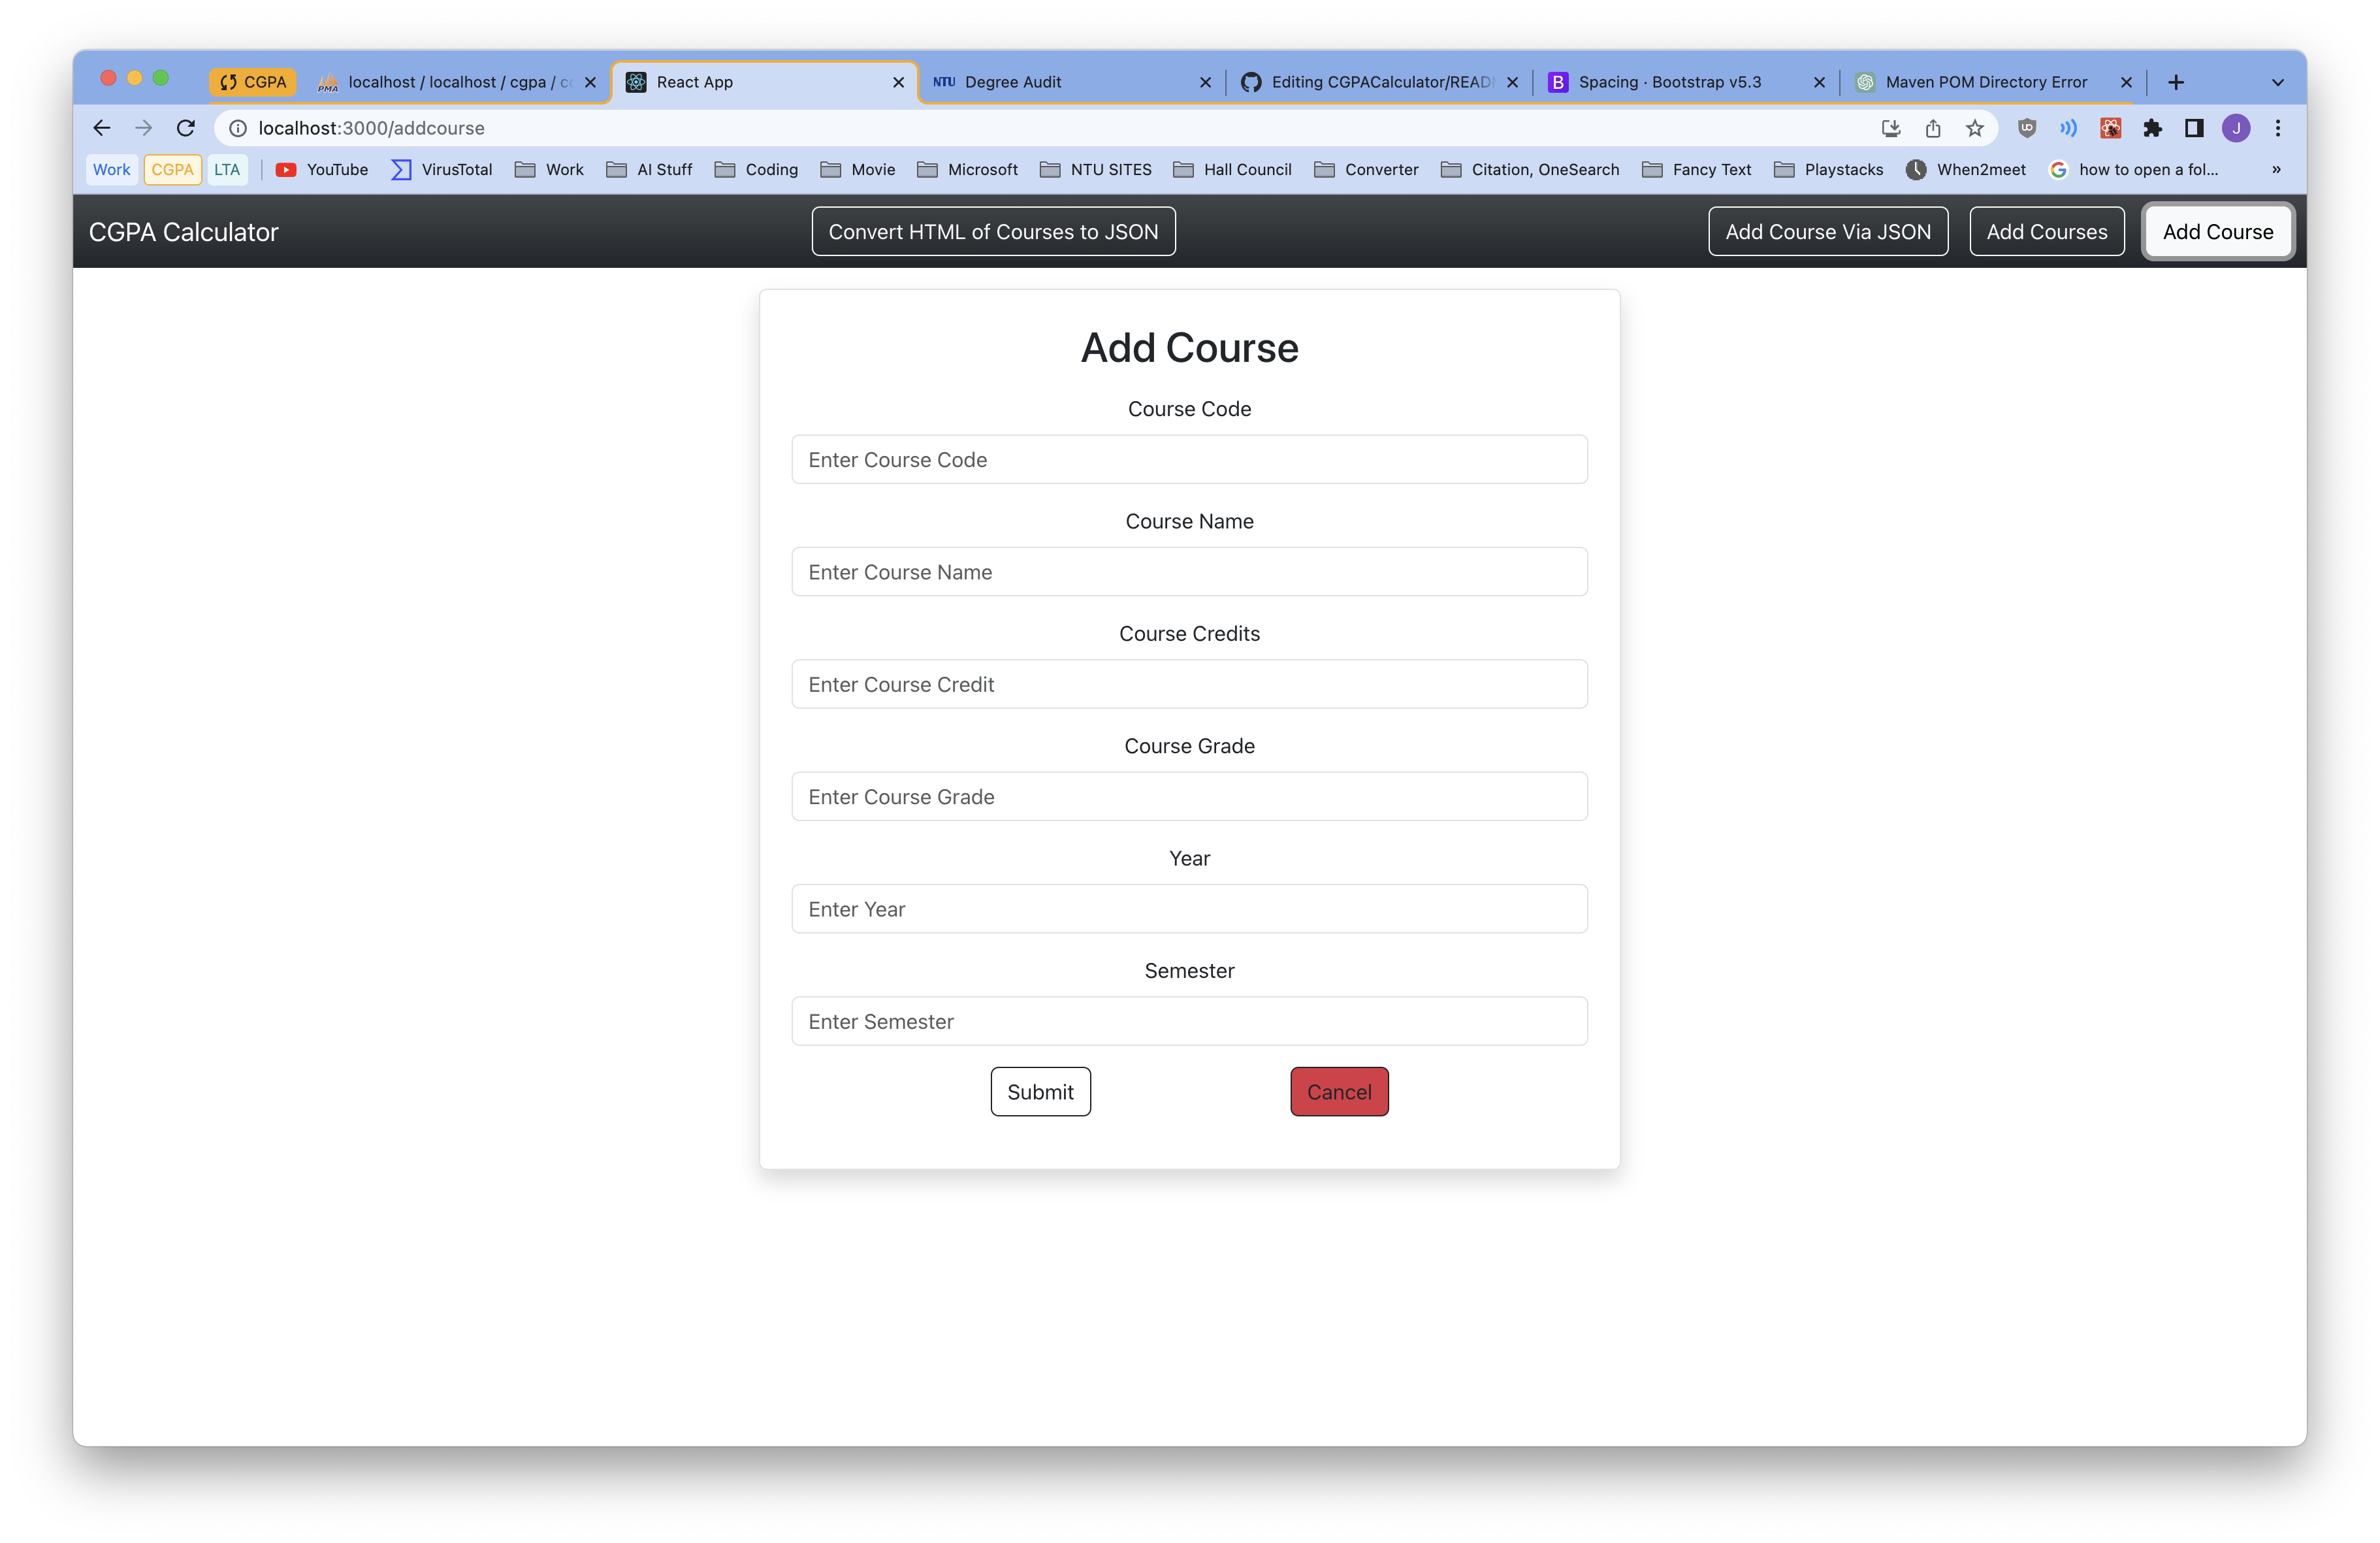 CGPA
localhost / localhost / cgpa / co
React App
NTU Degree Audit
Editing CGPACalculator/READ
B Spacing · Bootstrap v5.3
Maven POM Directory Error
localhost:3000/addcourse
J
Work CGPA LTA YouTube VirusTotal Work AI Stuff Coding Movie Microsoft NTU SITES Hall Council Converter Citation, OneSearch Fancy Text Playstacks When2meet how to open a fol... »
CGPA Calculator
Convert HTML of Courses to JSON
Add Course Via JSON
Add Courses
Add Course
Add Course
Course Code
Enter Course Code
Course Name
Enter Course Name
Course Credits
Enter Course Credit
Course Grade
Enter Course Grade
Year
Enter Year
Semester
Enter Semester
Submit
Cancel